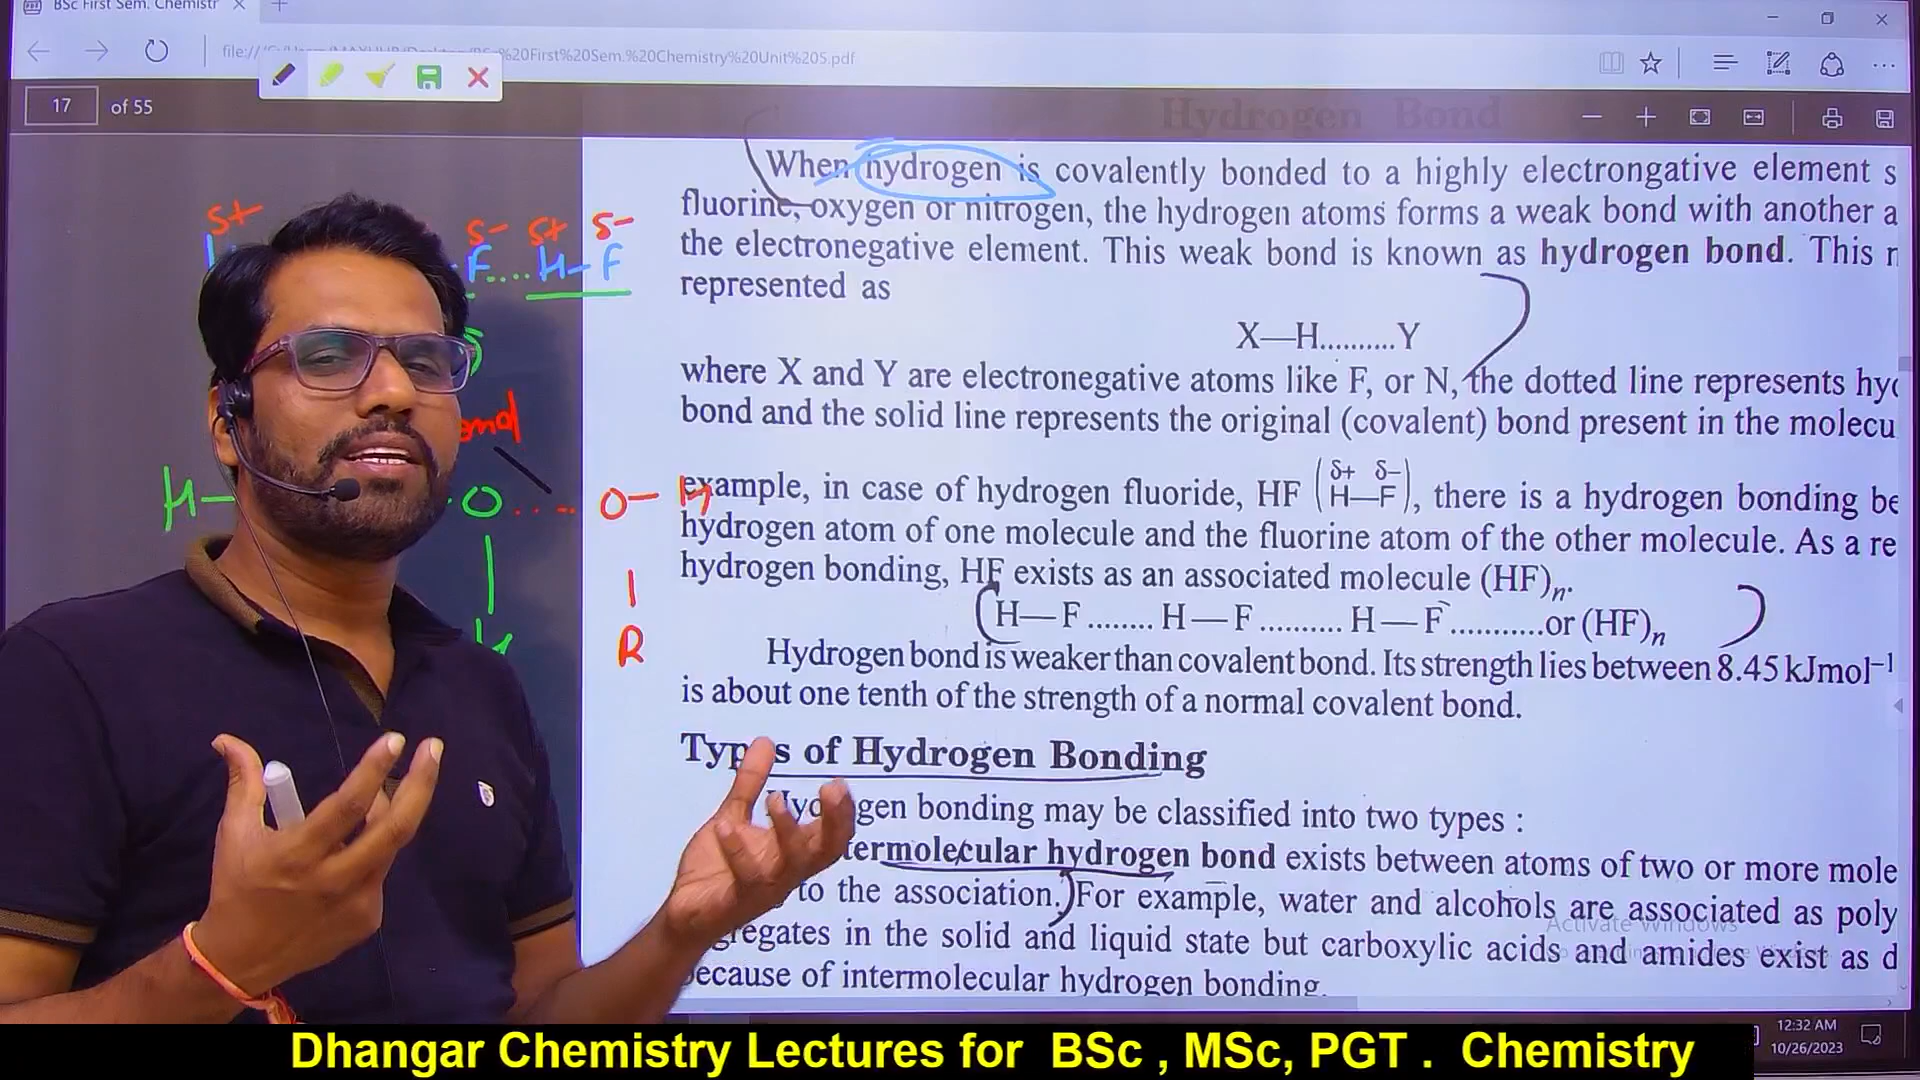 BSc First Sem. Chemistr
%20First%20Sem.%20Chemistry%20Unit%205.pdf
17 of 55
Hydrogen Bond
When hydrogen is covalently bonded to a highly electrongative element s
fluorine, oxygen or nitrogen, the hydrogen atoms forms a weak bond with another a
the electronegative element. This weak bond is known as hydrogen bond. This r
represented as
X—H..........Y
where X and Y are electronegative atoms like F, or N, the dotted line represents hyd
bond and the solid line represents the original (covalent) bond present in the molecu
example, in case of hydrogen fluoride, HF (δ+ H—F δ−), there is a hydrogen bonding be
hydrogen atom of one molecule and the fluorine atom of the other molecule. As a re
hydrogen bonding, HF exists as an associated molecule (HF)n.
H—F........H—F..........H—F...........or (HF)n
Hydrogen bond is weaker than covalent bond. Its strength lies between 8.45 kJmol−1
is about one tenth of the strength of a normal covalent bond.
Types of Hydrogen Bonding
Hydrogen bonding may be classified into two types :
termolecular hydrogen bond exists between atoms of two or more mole
to the association. For example, water and alcohols are associated as poly
gregates in the solid and liquid state but carboxylic acids and amides exist as d
because of intermolecular hydrogen bonding.
δ+ δ− δ+ δ−
F....H–F
H– O.....O–H
R
Activate Windows
12:32 AM
10/26/2023
Dhangar Chemistry Lectures for BSc , MSc, PGT . Chemistry